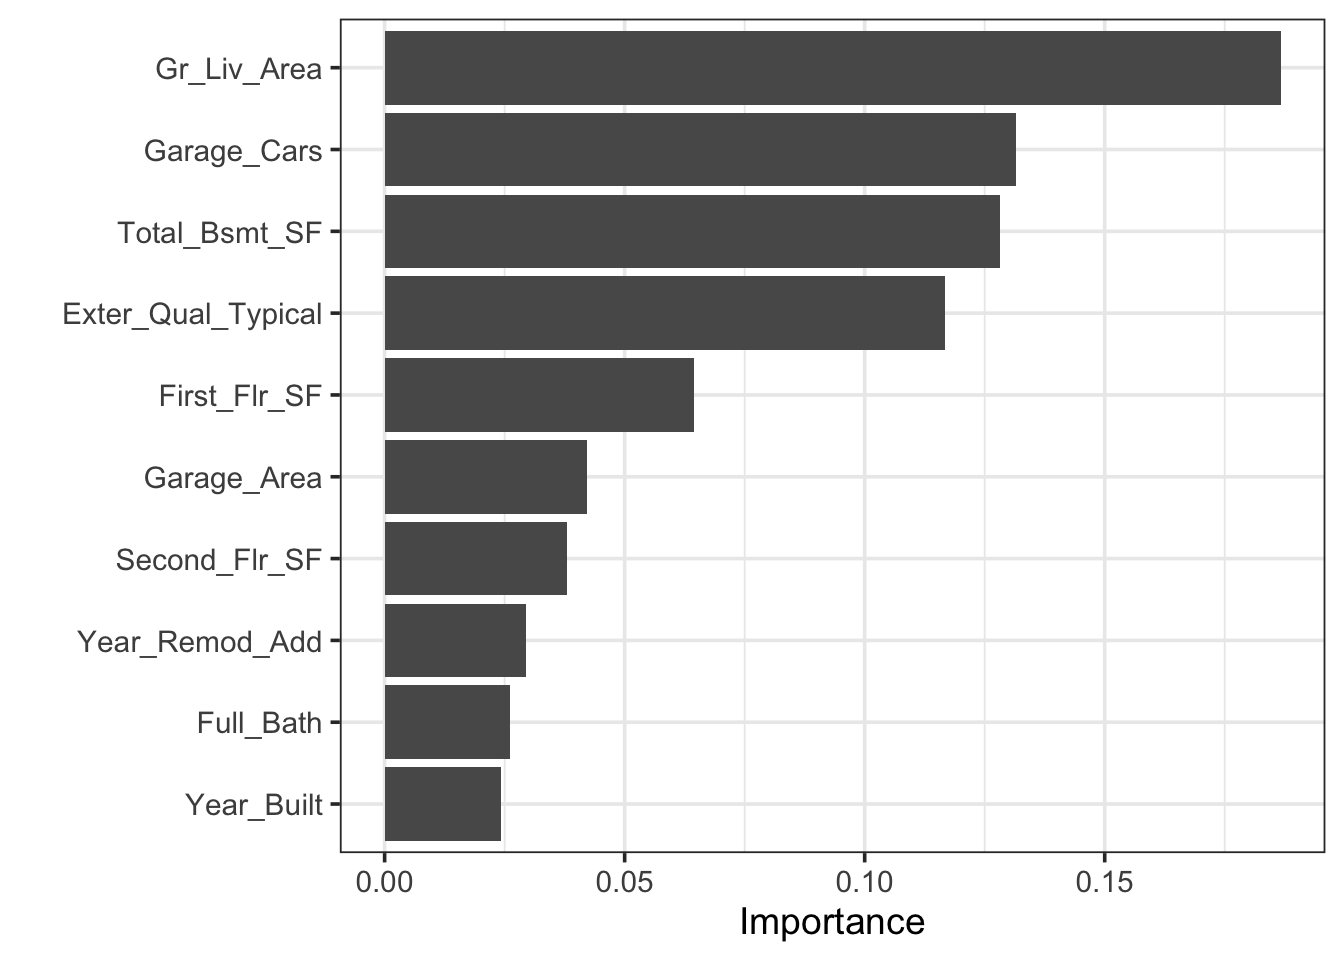 Gr_Liv_Area
Garage_Cars
Total_Bsmt_SF
Exter_Qual_Typical
First_Flr_SF
Garage_Area
Second_Flr_SF
Year_Remod_Add
Full_Bath
Year_Built
0.00 0.05 0.10 0.15
Importance